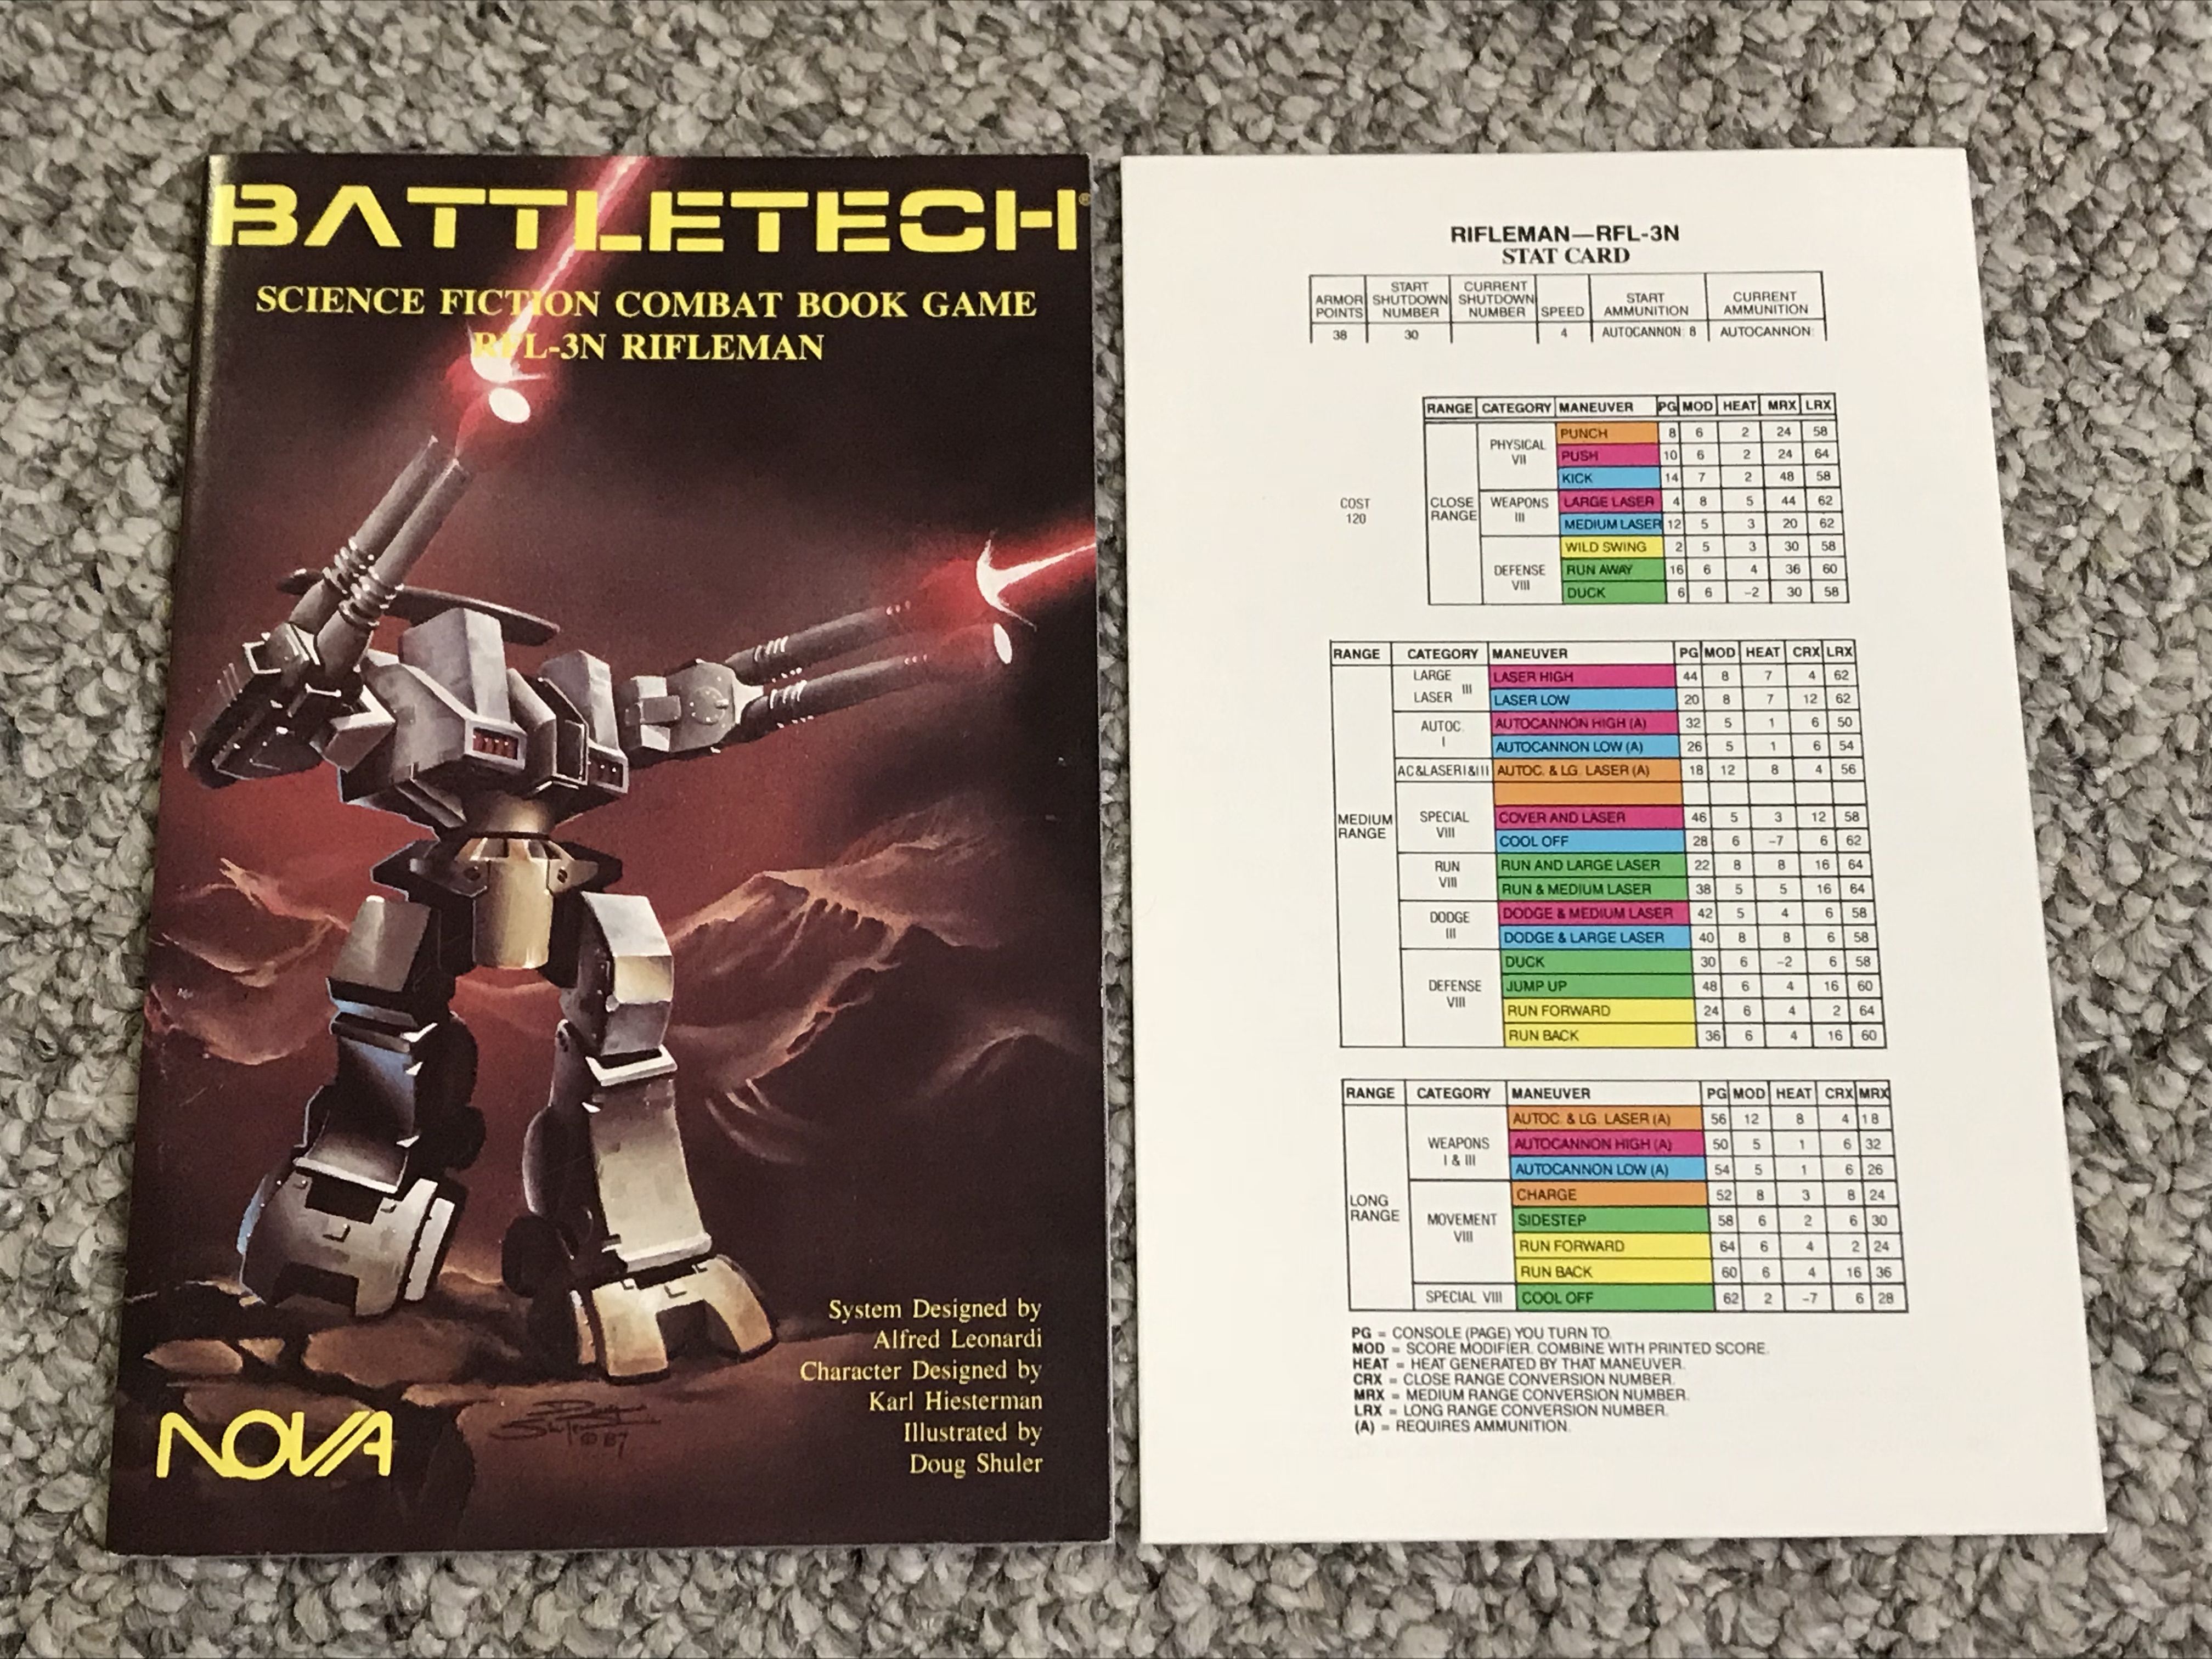 BATTLETECH®
SCIENCE FICTION COMBAT BOOK GAME
RFL-3N RIFLEMAN
System Designed by
Alfred Leonardi
Character Designed by
Karl Hiesterman
Illustrated by
Doug Shuler
NOVA
Doug
Shuler
© 87
RIFLEMAN—RFL-3N
STAT CARD
ARMOR POINTS START SHUTDOWN NUMBER CURRENT SHUTDOWN NUMBER SPEED START AMMUNITION CURRENT AMMUNITION
38 30 4 AUTOCANNON: 8 AUTOCANNON:
COST
120
RANGE CATEGORY MANEUVER PG MOD HEAT MRX LRX
CLOSE RANGE
PHYSICAL VII
PUNCH 8 6 2 24 58
PUSH 10 6 2 24 64
KICK 14 7 2 48 58
WEAPONS III
LARGE LASER 4 8 5 44 62
MEDIUM LASER 12 5 3 20 62
DEFENSE VIII
WILD SWING 2 5 3 30 58
RUN AWAY 16 6 4 36 60
DUCK 6 6 -2 30 58
RANGE CATEGORY MANEUVER PG MOD HEAT CRX LRX
MEDIUM RANGE
LARGE LASER III
LASER HIGH 44 8 7 4 62
LASER LOW 20 8 7 12 62
AUTOC. I
AUTOCANNON HIGH (A) 32 5 1 6 50
AUTOCANNON LOW (A) 26 5 1 6 54
AC&LASER I&III AUTOC. & LG. LASER (A) 18 12 8 4 56
SPECIAL VIII
COVER AND LASER 46 5 3 12 58
COOL OFF 28 6 -7 6 62
RUN VIII
RUN AND LARGE LASER 22 8 8 16 64
RUN & MEDIUM LASER 38 5 5 16 64
DODGE III
DODGE & MEDIUM LASER 42 5 4 6 58
DODGE & LARGE LASER 40 8 8 6 58
DEFENSE VIII
DUCK 30 6 -2 6 58
JUMP UP 48 6 4 16 60
RUN FORWARD 24 6 4 2 64
RUN BACK 36 6 4 16 60
RANGE CATEGORY MANEUVER PG MOD HEAT CRX MRX
LONG RANGE
WEAPONS I & III
AUTOC. & LG. LASER (A) 56 12 8 4 18
AUTOCANNON HIGH (A) 50 5 1 6 32
AUTOCANNON LOW (A) 54 5 1 6 26
MOVEMENT VIII
CHARGE 52 8 3 8 24
SIDESTEP 58 6 2 6 30
RUN FORWARD 64 6 4 2 24
RUN BACK 60 6 4 16 36
SPECIAL VIII COOL OFF 62 2 -7 6 28
PG = CONSOLE (PAGE) YOU TURN TO.
MOD = SCORE MODIFIER. COMBINE WITH PRINTED SCORE.
HEAT = HEAT GENERATED BY THAT MANEUVER.
CRX = CLOSE RANGE CONVERSION NUMBER.
MRX = MEDIUM RANGE CONVERSION NUMBER.
LRX = LONG RANGE CONVERSION NUMBER.
(A) = REQUIRES AMMUNITION.